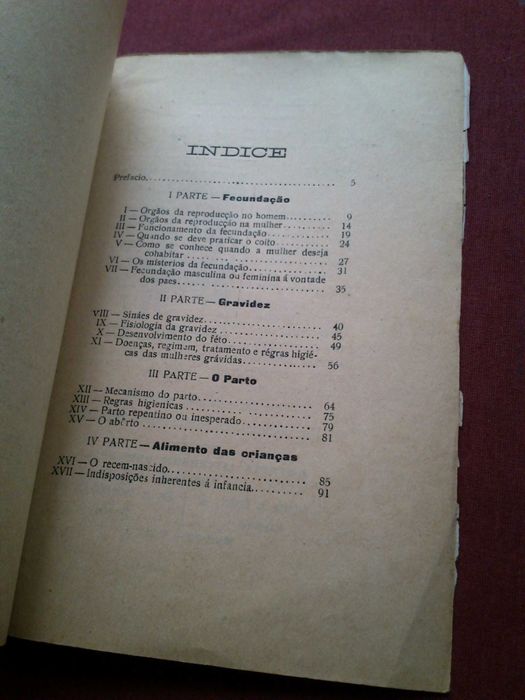 INDICE
Prefacio.......................................... 5
I PARTE — Fecundação
I — Orgãos da reproducção no homem.......... 9
II — Orgãos da reproducção na mulher......... 14
III — Funcionamento da fecundação............. 19
IV — Quando se deve praticar o coito........... 24
V — Como se conhece quando a mulher deseja
cohabitar ............................ 27
VI — Os misterios da fecundação............... 31
VII — Fecundação masculina ou feminina á vontade
dos paes............................. 35
II PARTE — Gravidez
VIII — Sináes de gravidez....................... 40
IX — Fisiologia da gravidez.................... 45
X — Desenvolvimento do féto.................. 49
XI — Doenças, regimem, tratamento e régras higié-
cas das mulheres grávidas............... 56
III PARTE — O Parto
XII — Mecanismo do parto...................... 64
XIII — Regras higienicas ....................... 75
XIV — Parto repentino ou inesperado............. 79
XV — O aborto ............................... 81
IV PARTE — Alimento das crianças
XVI — O recem-nascido......................... 85
XVII — Indisposições inherentes á infancia.......... 91